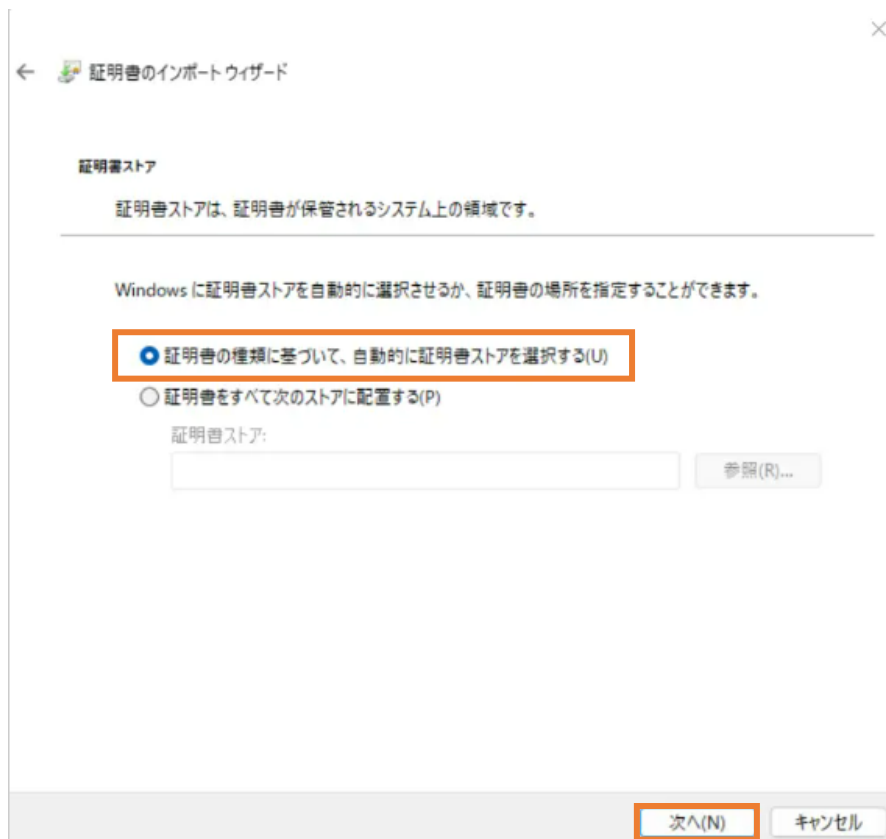 証明書のインポート ウィザード
証明書ストア
証明書ストアは、証明書が保管されるシステム上の領域です。
Windows に証明書ストアを自動的に選択させるか、証明書の場所を指定することができます。
証明書の種類に基づいて、自動的に証明書ストアを選択する(U)
証明書をすべて次のストアに配置する(P)
証明書ストア:
参照(R)...
次へ(N)
キャンセル